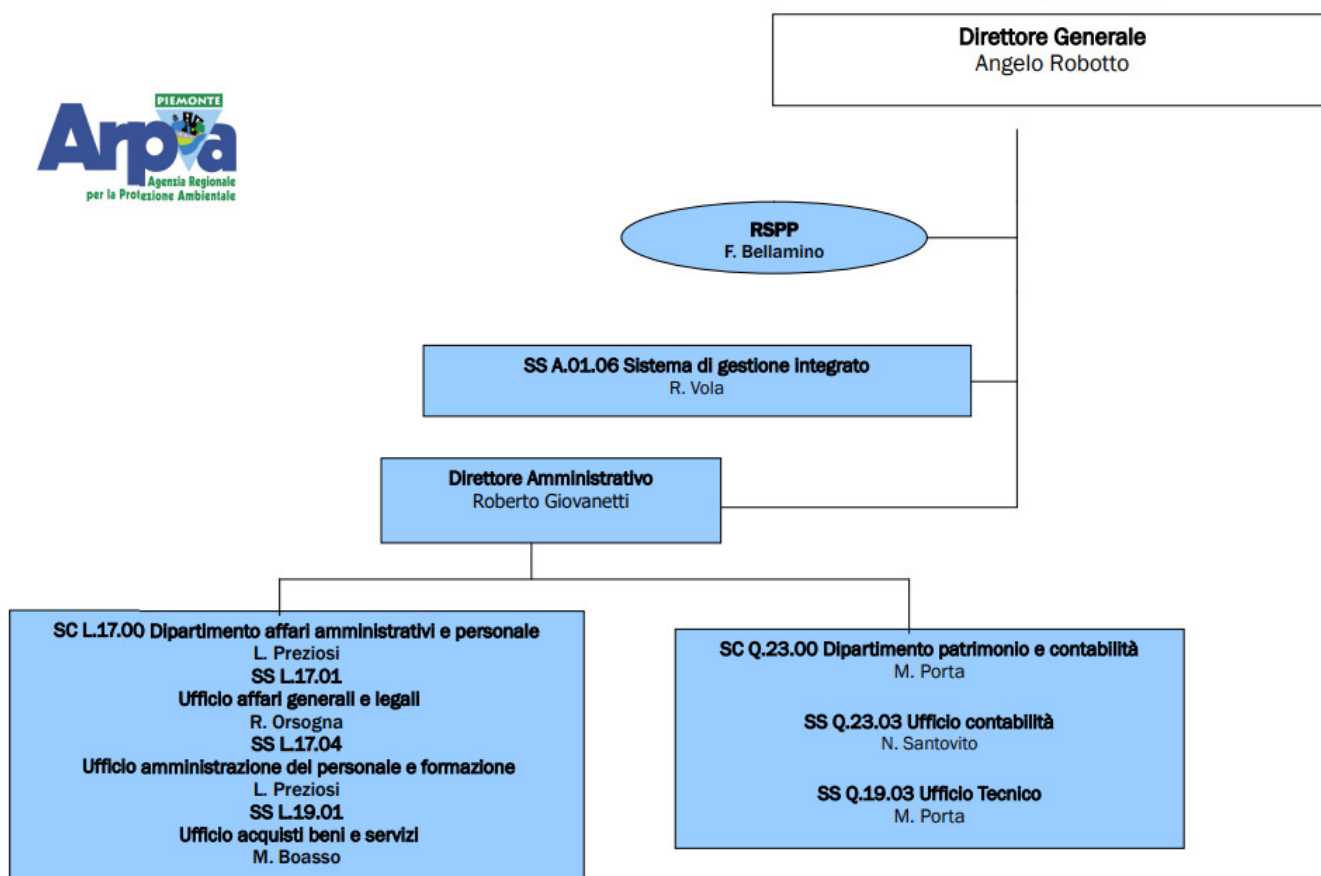 Direttore Generale
Angelo Robotto
PIEMONTE
Arpa
Agenzia Regionale
per la Protezione Ambientale
RSPP
F. Bellamino
SS A.01.06 Sistema di gestione integrato
R. Vola
Direttore Amministrativo
Roberto Giovanetti
SC L.17.00 Dipartimento affari amministrativi e personale
L. Preziosi
SS L.17.01
Ufficio affari generali e legali
R. Orsogna
SS L.17.04
Ufficio amministrazione del personale e formazione
L. Preziosi
SS L.19.01
Ufficio acquisti beni e servizi
M. Boasso
SC Q.23.00 Dipartimento patrimonio e contabilità
M. Porta
SS Q.23.03 Ufficio contabilità
N. Santovito
SS Q.19.03 Ufficio Tecnico
M. Porta